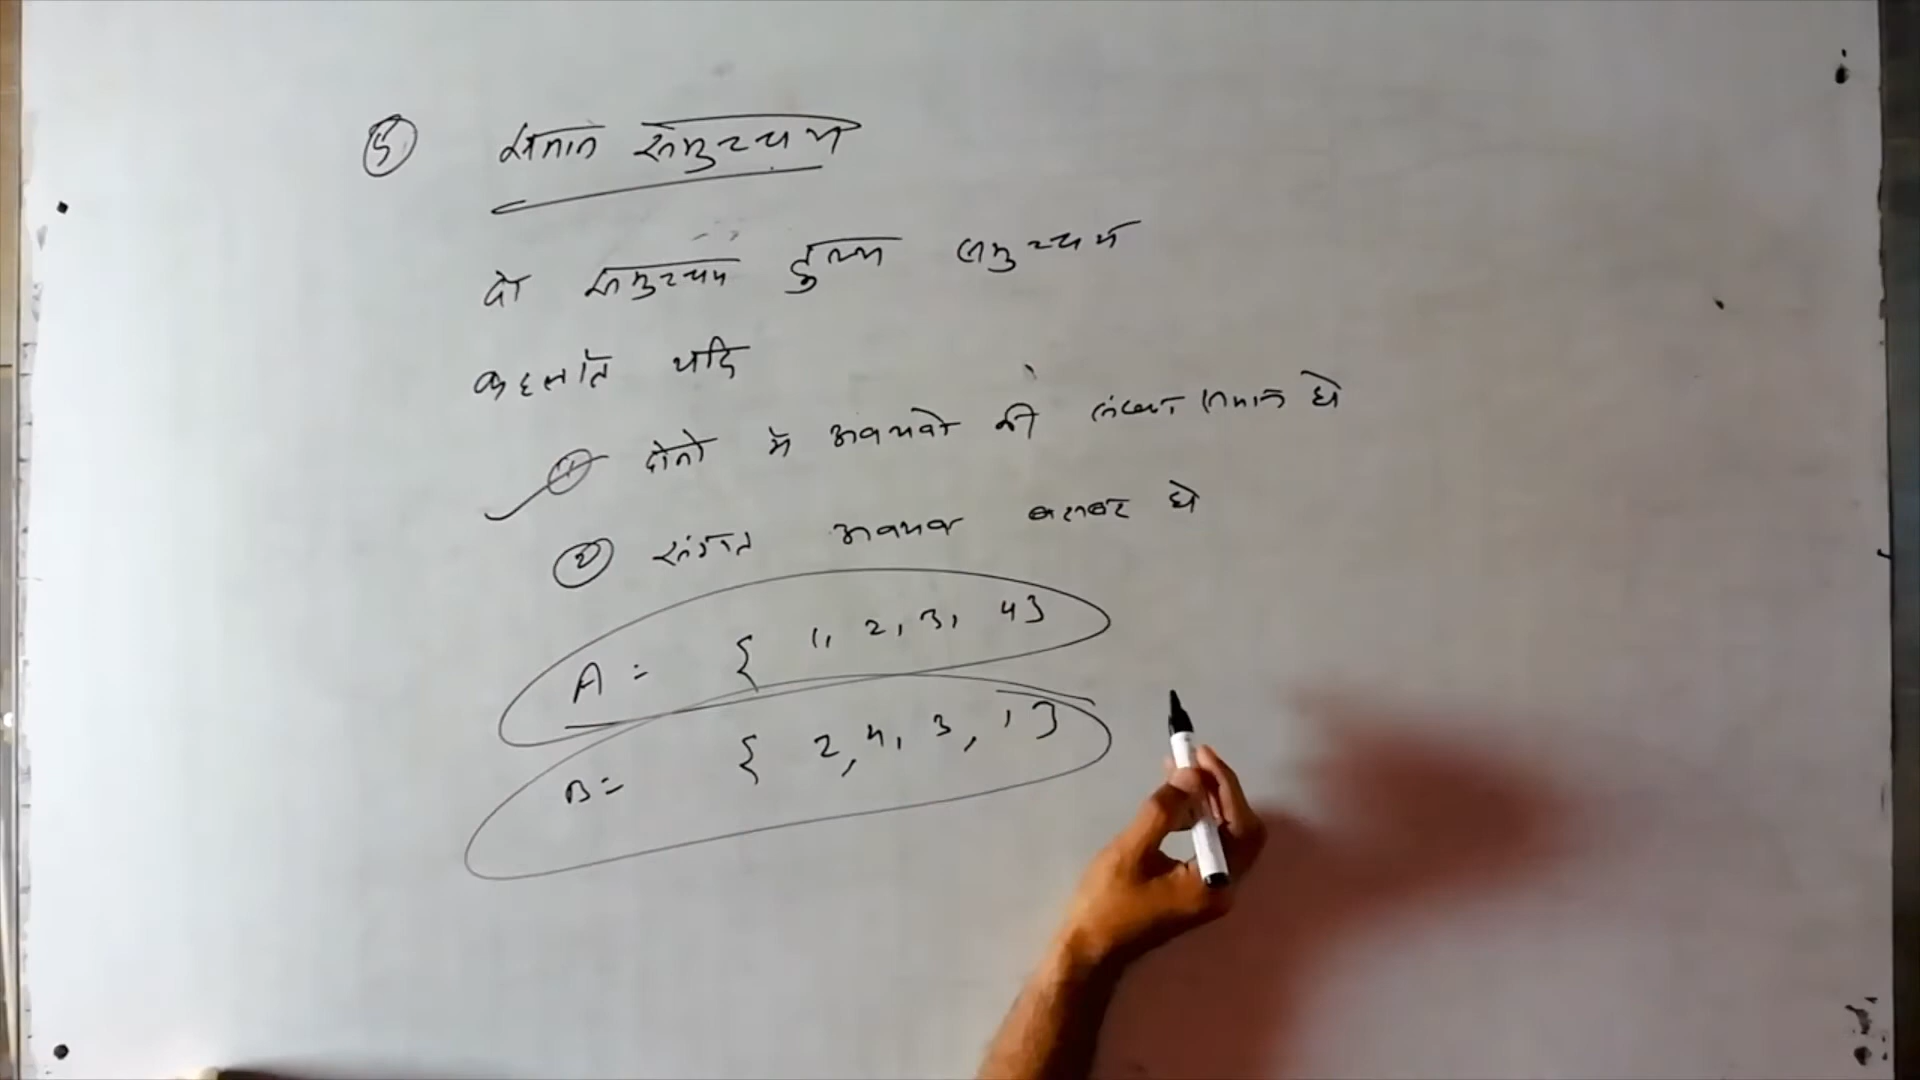 ⑤ समान समुच्चय
दो समुच्चय तुल्य समुच्चय
कहलाते यदि
① दोनो मे अवयवो की संख्या समान हो
② संगत अवयव बराबर हो
A = { 1, 2, 3, 4}
B = { 2, 4, 3, 1}